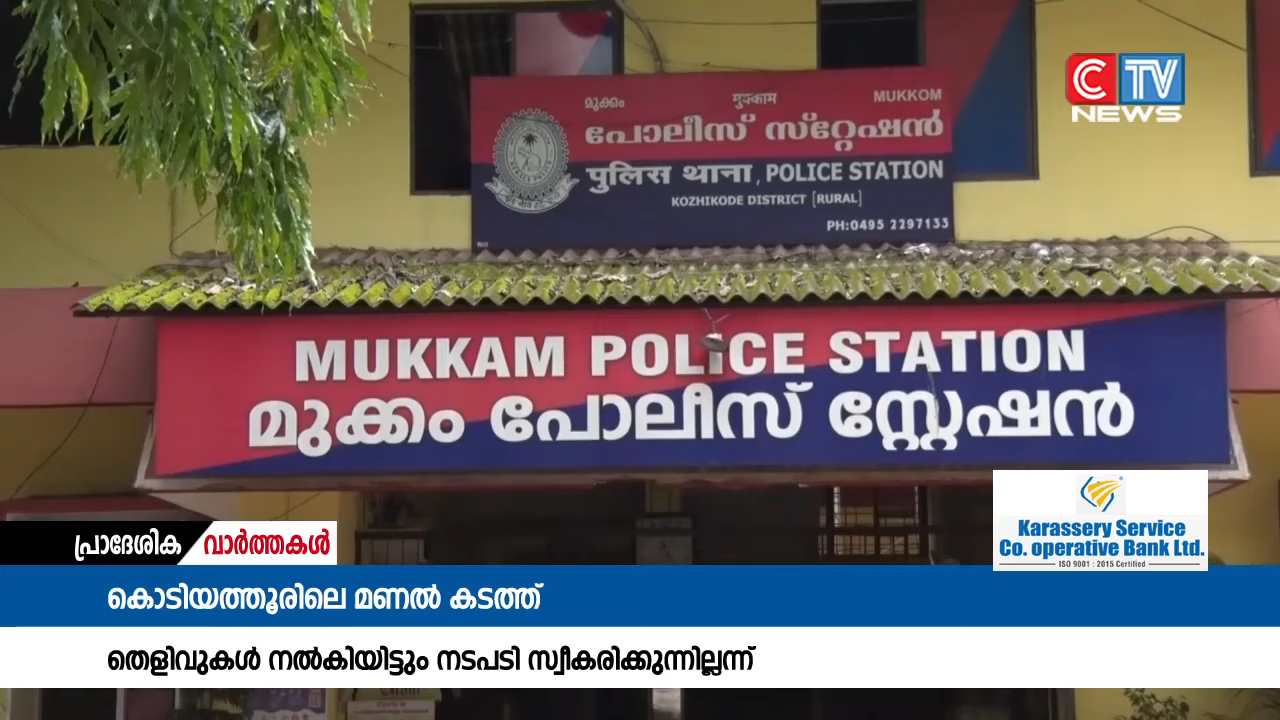 CTV
NEWS
മുക്കം मुक्काम MUKKOM
പോലീസ് സ്റ്റേഷൻ
पुलिस थाना, POLICE STATION
KOZHIKODE DISTRICT [RURAL]
PH:0495 2297133
MUKKAM POLICE STATION
മുക്കം പോലീസ് സ്റ്റേഷൻ
Karassery Service
Co. operative Bank Ltd.
ISO 9001 : 2015 Certified
പ്രാദേശിക വാർത്തകൾ
കൊടിയത്തൂരിലെ മണൽ കടത്ത്
തെളിവുകൾ നൽകിയിട്ടും നടപടി സ്വീകരിക്കുന്നില്ലന്ന്